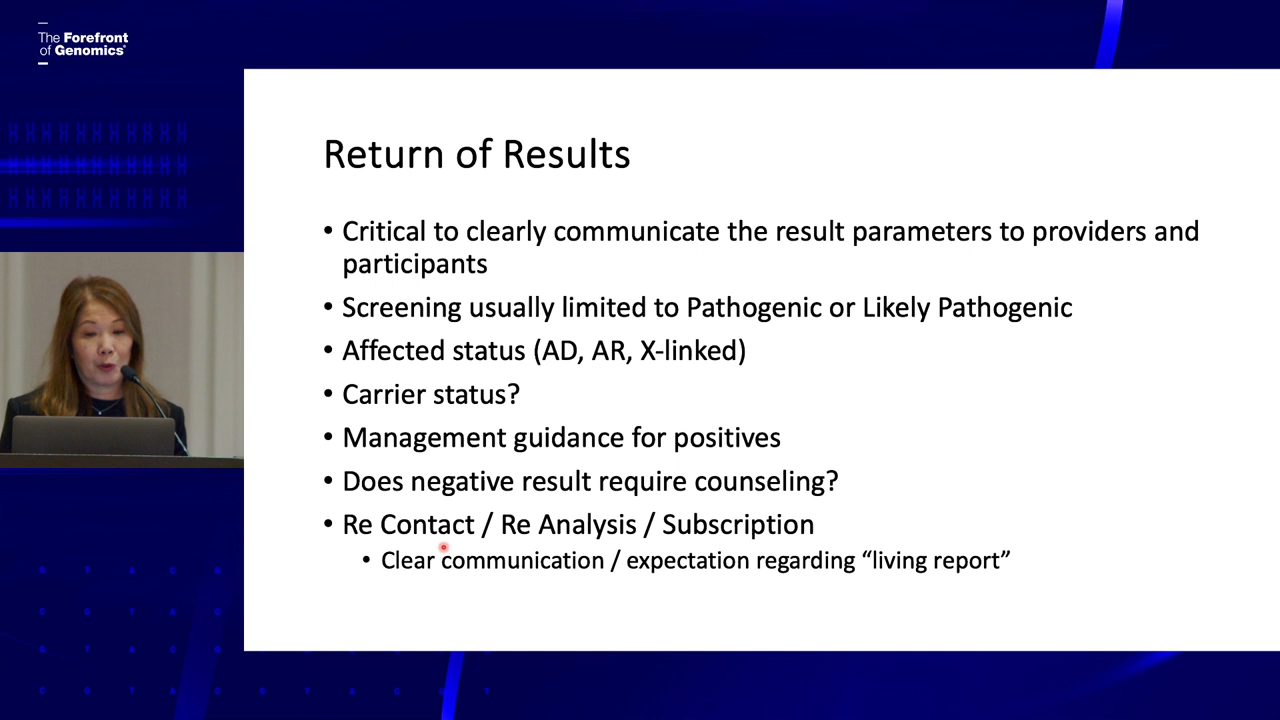 The Forefront
of Genomics®
Return of Results
• Critical to clearly communicate the result parameters to providers and
participants
• Screening usually limited to Pathogenic or Likely Pathogenic
• Affected status (AD, AR, X-linked)
• Carrier status?
• Management guidance for positives
• Does negative result require counseling?
• Re Contact / Re Analysis / Subscription
• Clear communication / expectation regarding “living report”